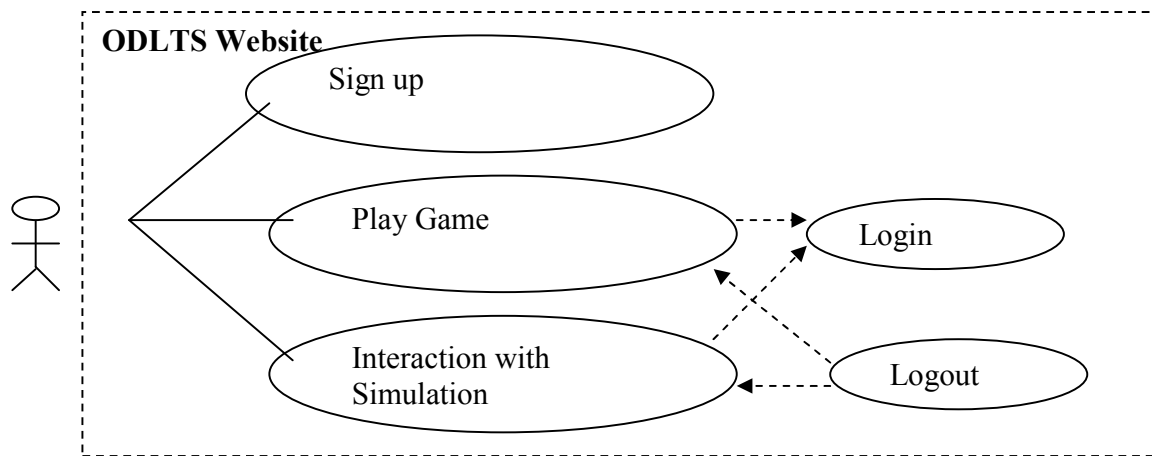 ODLTS Website
Sign up
Play Game
Login
Interaction with
Simulation
Logout